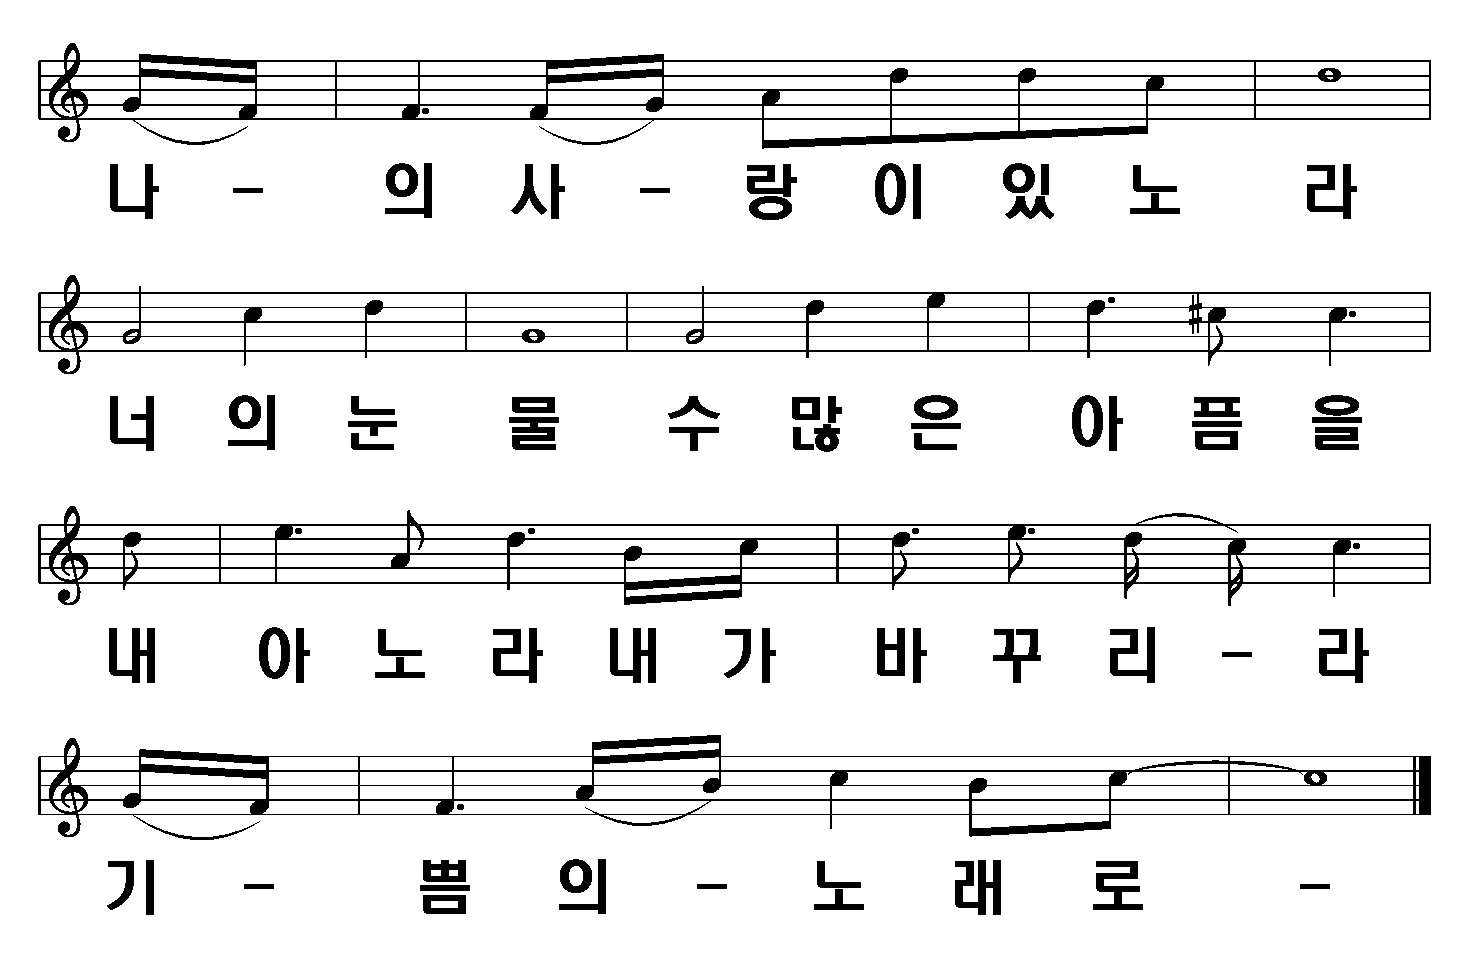 나 - 의 사 - 랑 이 있 노 라
너 의 눈 물 수 많 은 아 픔 을
내 아 노 라 내 가 바 꾸 리 - 라
기 - 쁨 의 - 노 래 로 -